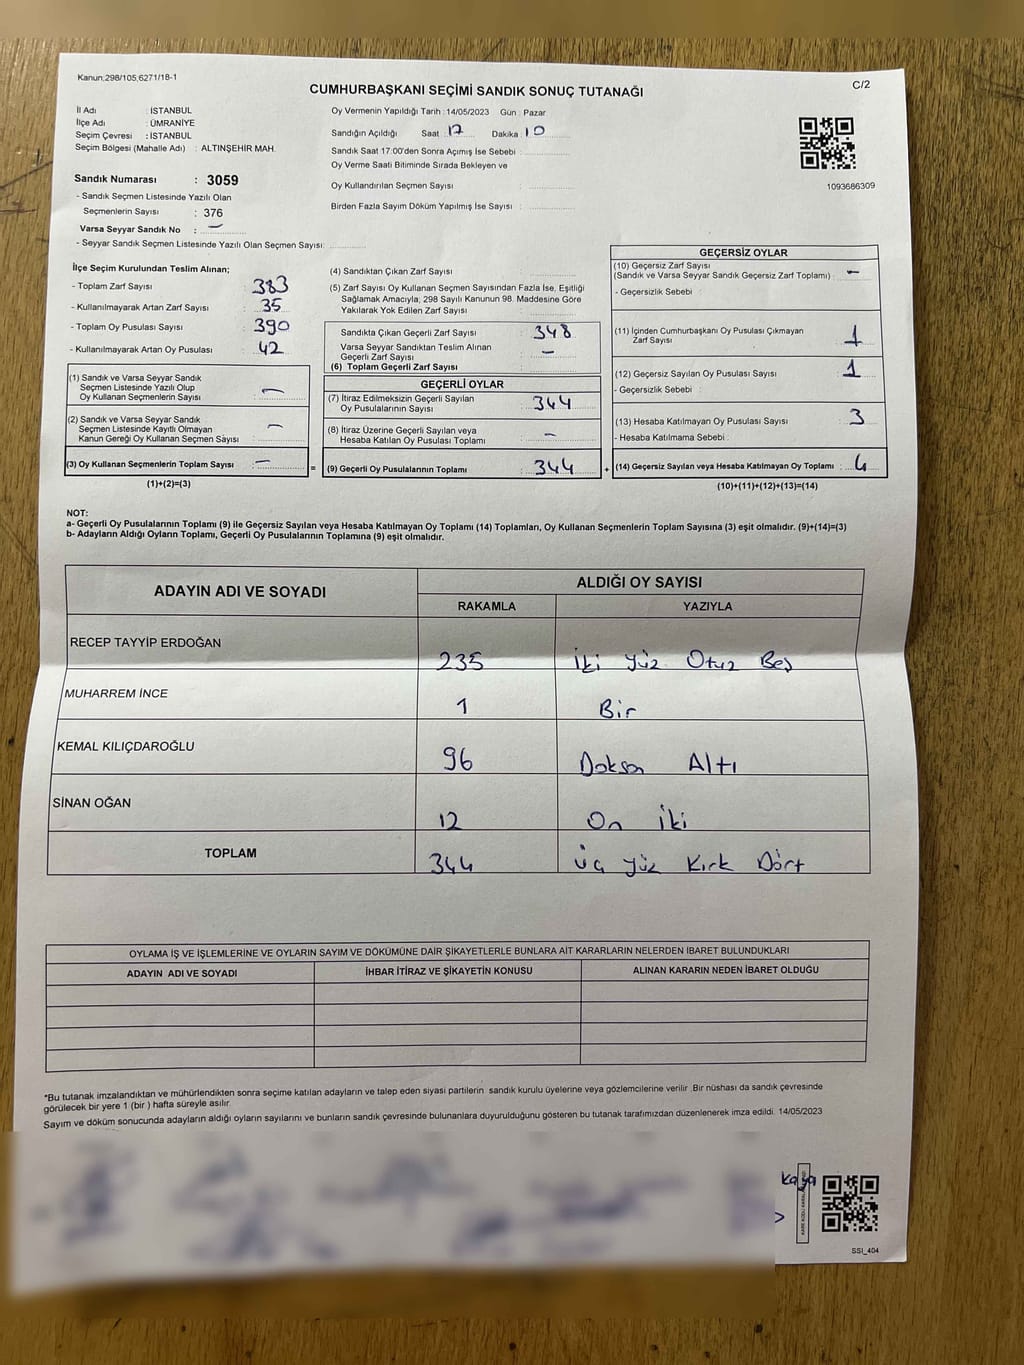 Kanun;298/105;6271/18-1
C/2
CUMHURBAŞKANI SEÇİMİ SANDIK SONUÇ TUTANAĞI
İl Adı : İSTANBUL
İlçe Adı : ÜMRANİYE
Seçim Çevresi : İSTANBUL
Seçim Bölgesi (Mahalle Adı) : ALTINŞEHİR MAH.
Sandık Numarası : 3059
- Sandık Seçmen Listesinde Yazılı Olan
Seçmenlerin Sayısı : 376
Varsa Seyyar Sandık No : —
- Seyyar Sandık Seçmen Listesinde Yazılı Olan Seçmen Sayısı:
Oy Vermenin Yapıldığı Tarih : 14/05/2023 Gün : Pazar
Sandığın Açıldığı Saat : 17 Dakika : 10
Sandık Saat 17:00'den Sonra Açımış İse Sebebi :
Oy Verme Saati Bitiminde Sırada Bekleyen ve
Oy Kullandırılan Seçmen Sayısı :
Birden Fazla Sayım Döküm Yapılmış İse Sayısı :
1093686309
İlçe Seçim Kurulundan Teslim Alınan;
- Toplam Zarf Sayısı : 383
- Kullanılmayarak Artan Zarf Sayısı : 35
- Toplam Oy Pusulası Sayısı : 390
- Kullanılmayarak Artan Oy Pusulası : 42
(1) Sandık ve Varsa Seyyar Sandık
Seçmen Listesinde Yazılı Olup
Oy Kullanan Seçmenlerin Sayısı : —
(2) Sandık ve Varsa Seyyar Sandık
Seçmen Listesinde Kayıtlı Olmayan
Kanun Gereği Oy Kullanan Seçmen Sayısı : —
(3) Oy Kullanan Seçmenlerin Toplam Sayısı : —
(1)+(2)=(3)
=
(4) Sandıktan Çıkan Zarf Sayısı :
(5) Zarf Sayısı Oy Kullanan Seçmen Sayısından Fazla İse, Eşitliği
Sağlamak Amacıyla; 298 Sayılı Kanunun 98. Maddesine Göre
Yakılarak Yok Edilen Zarf Sayısı :
Sandıkta Çıkan Geçerli Zarf Sayısı : 348
Varsa Seyyar Sandıktan Teslim Alınan
Geçerli Zarf Sayısı : —
(6) Toplam Geçerli Zarf Sayısı :
GEÇERLİ OYLAR
(7) İtiraz Edilmeksizin Geçerli Sayılan
Oy Pusulalarının Sayısı : 344
(8) İtiraz Üzerine Geçerli Sayılan veya
Hesaba Katılan Oy Pusulası Toplamı : —
(9) Geçerli Oy Pusulalarının Toplamı : 344
+
GEÇERSİZ OYLAR
(10) Geçersiz Zarf Sayısı
(Sandık ve Varsa Seyyar Sandık Geçersiz Zarf Toplamı) : —
- Geçersizlik Sebebi :
(11) İçinden Cumhurbaşkanı Oy Pusulası Çıkmayan
Zarf Sayısı : 1
(12) Geçersiz Sayılan Oy Pusulası Sayısı : 1
- Geçersizlik Sebebi :
(13) Hesaba Katılmayan Oy Pusulası Sayısı : 3
- Hesaba Katılmama Sebebi :
(14) Geçersiz Sayılan veya Hesaba Katılmayan Oy Toplamı : 4
(10)+(11)+(12)+(13)=(14)
NOT:
a- Geçerli Oy Pusulalarının Toplamı (9) ile Geçersiz Sayılan veya Hesaba Katılmayan Oy Toplamı (14) Toplamları, Oy Kullanan Seçmenlerin Toplam Sayısına (3) eşit olmalıdır. (9)+(14)=(3)
b- Adayların Aldığı Oyların Toplamı, Geçerli Oy Pusulalarının Toplamına (9) eşit olmalıdır.
ADAYIN ADI VE SOYADI ALDIĞI OY SAYISI
RAKAMLA YAZIYLA
RECEP TAYYİP ERDOĞAN 235 İki Yüz Otuz Beş
MUHARREM İNCE 1 Bir
KEMAL KILIÇDAROĞLU 96 Doksan Altı
SİNAN OĞAN 12 On İki
TOPLAM 344 Üç Yüz Kırk Dört
OYLAMA İŞ VE İŞLEMLERİNE VE OYLARIN SAYIM VE DÖKÜMÜNE DAİR ŞİKAYETLERLE BUNLARA AİT KARARLARIN NELERDEN İBARET BULUNDUKLARI
ADAYIN ADI VE SOYADI İHBAR İTİRAZ VE ŞİKAYETİN KONUSU ALINAN KARARIN NEDEN İBARET OLDUĞU
*Bu tutanak imzalandıktan ve mühürlendikten sonra seçime katılan adayların ve talep eden siyasi partilerin sandık kurulu üyelerine veya gözlemcilerine verilir. Bir nüshası da sandık çevresinde
görülecek bir yere 1 (bir ) hafta süreyle asılır.
Sayım ve döküm sonucunda adayların aldığı oyların sayılarını ve bunların sandık çevresinde bulunanlara duyurulduğunu gösteren bu tutanak tarafımızdan düzenlenerek imza edildi. 14/05/2023
Kaya
SSI_404